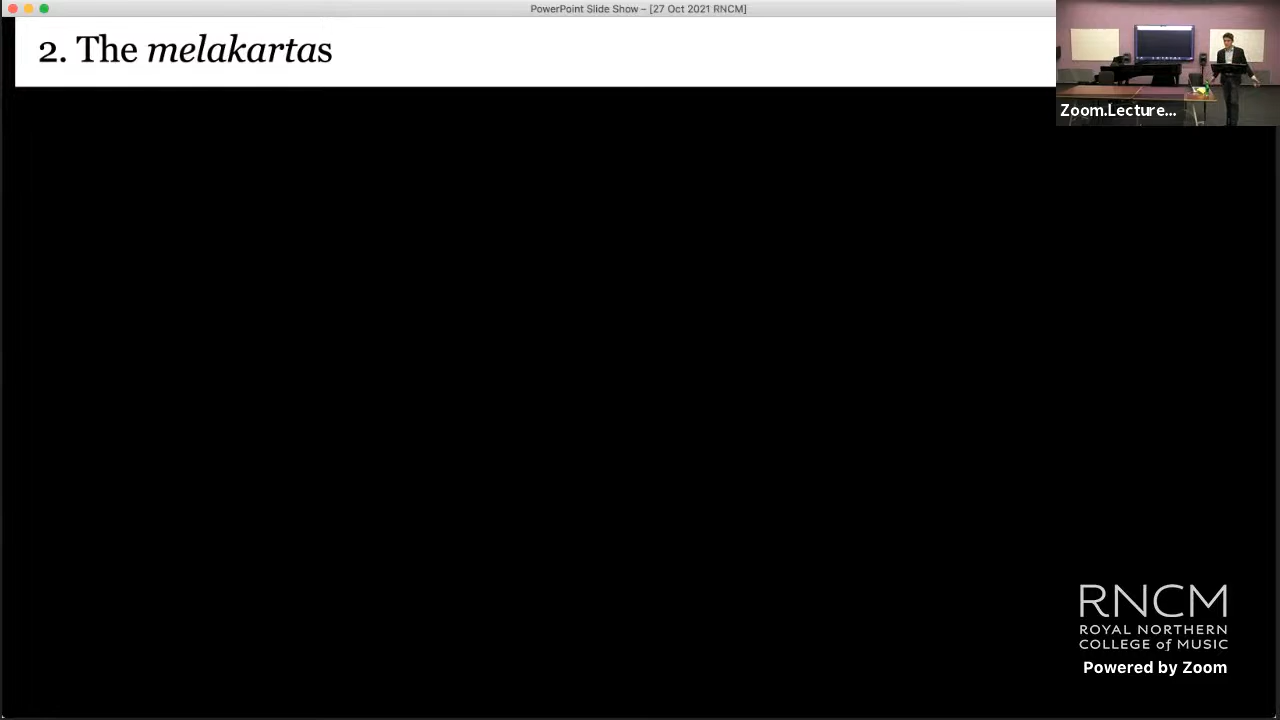 PowerPoint Slide Show – [27 Oct 2021 RNCM]
2. The melakartas
Zoom.Lecture...
RNCM
ROYAL NORTHERN
COLLEGE of MUSIC
Powered by Zoom